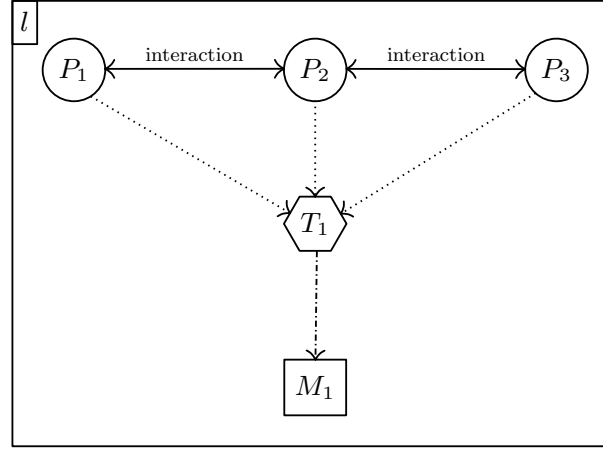 l
P₁ interaction P₂ interaction P₃
T₁
M₁